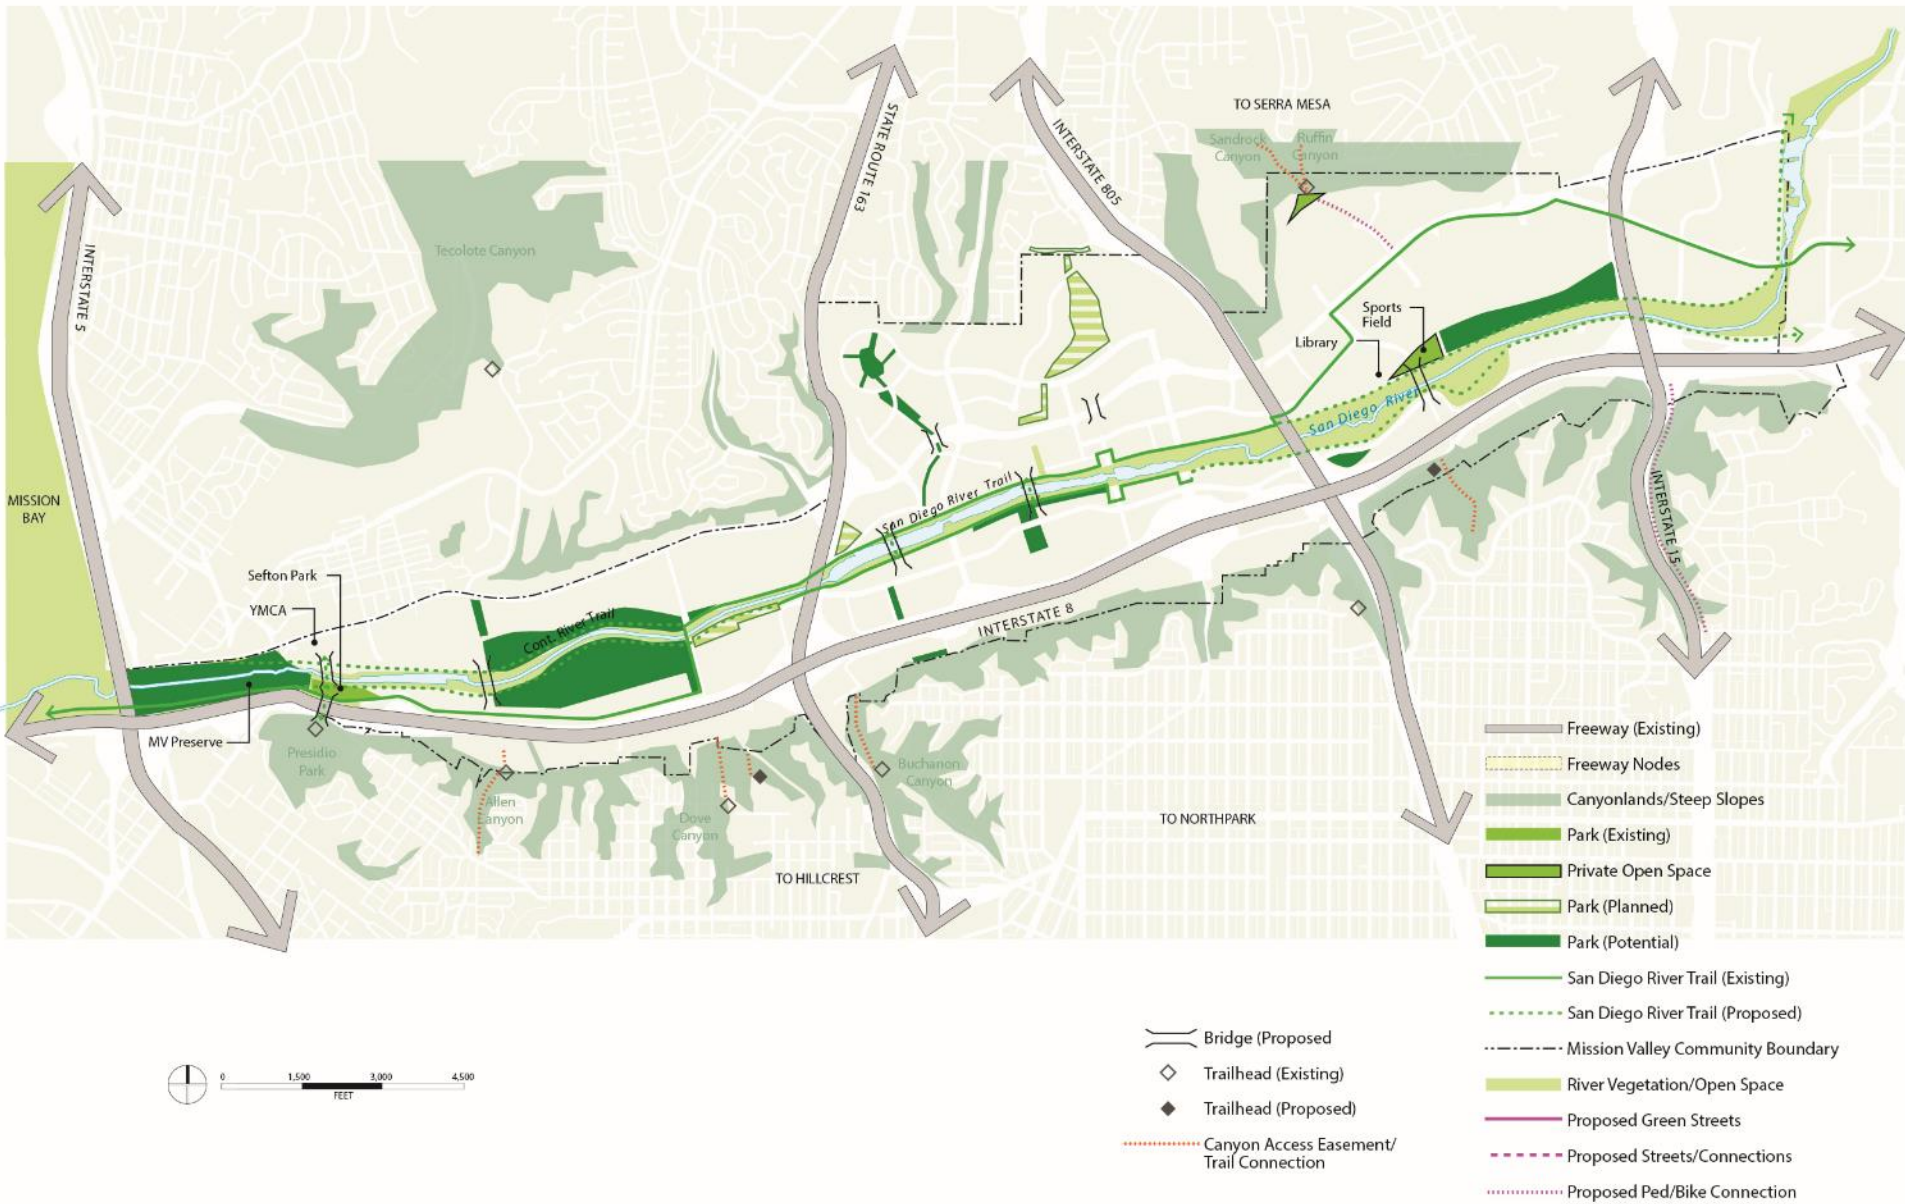 TO SERRA MESA
STATE ROUTE 163
INTERSTATE 805
Sandrock
Canyon
Ruffin
Canyon
INTERSTATE 5
Tecolote Canyon
Sports
Field
Library
San Diego River
MISSION
BAY
San Diego River Trail
INTERSTATE 15
Sefton Park
YMCA
Cont. River Trail
INTERSTATE 8
MV Preserve
Presidio
Park
Allen
Canyon
Dove
Canyon
Buchanon
Canyon
TO HILLCREST
TO NORTHPARK
Freeway (Existing)
Freeway Nodes
Canyonlands/Steep Slopes
Park (Existing)
Private Open Space
Park (Planned)
Park (Potential)
San Diego River Trail (Existing)
San Diego River Trail (Proposed)
Mission Valley Community Boundary
River Vegetation/Open Space
Proposed Green Streets
Proposed Streets/Connections
Proposed Ped/Bike Connection
Bridge (Proposed
Trailhead (Existing)
Trailhead (Proposed)
Canyon Access Easement/
Trail Connection
0 1,500 3,000 4,500
FEET